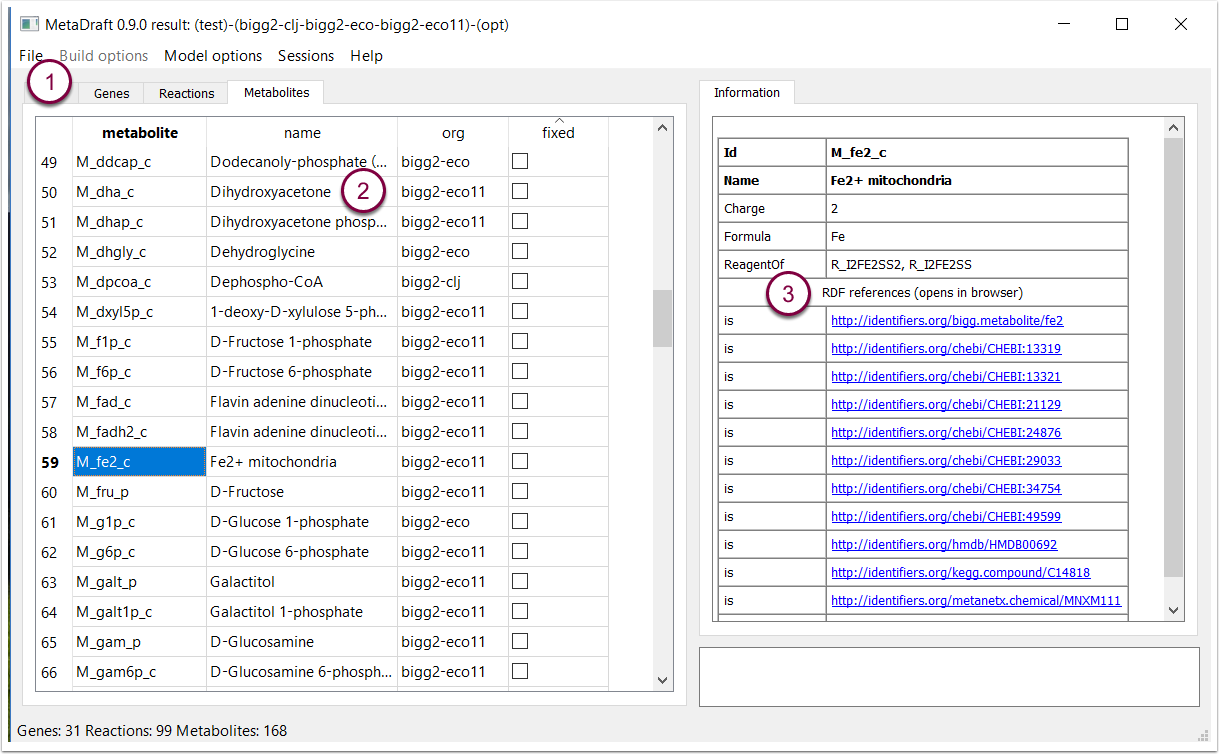 MetaDraft 0.9.0 result: (test)-(bigg2-clj-bigg2-eco-bigg2-eco11)-(opt)
File Build options Model options Sessions Help
1 Genes Reactions Metabolites
metabolite name org fixed
49 M_ddcap_c Dodecanoly-phosphate (... bigg2-eco
50 M_dha_c Dihydroxyacetone 2 bigg2-eco11
51 M_dhap_c Dihydroxyacetone phosp... bigg2-eco11
52 M_dhgly_c Dehydroglycine bigg2-eco
53 M_dpcoa_c Dephospho-CoA bigg2-clj
54 M_dxyl5p_c 1-deoxy-D-xylulose 5-ph... bigg2-eco11
55 M_f1p_c D-Fructose 1-phosphate bigg2-eco11
56 M_f6p_c D-Fructose 6-phosphate bigg2-eco11
57 M_fad_c Flavin adenine dinucleoti... bigg2-eco11
58 M_fadh2_c Flavin adenine dinucleoti... bigg2-eco11
59 M_fe2_c Fe2+ mitochondria bigg2-eco11
60 M_fru_p D-Fructose bigg2-eco11
61 M_g1p_c D-Glucose 1-phosphate bigg2-eco
62 M_g6p_c D-Glucose 6-phosphate bigg2-eco11
63 M_galt_p Galactitol bigg2-eco11
64 M_galt1p_c Galactitol 1-phosphate bigg2-eco11
65 M_gam_p D-Glucosamine bigg2-eco11
66 M_gam6p_c D-Glucosamine 6-phosph... bigg2-eco11
Information
Id M_fe2_c
Name Fe2+ mitochondria
Charge 2
Formula Fe
ReagentOf R_I2FE2SS2, R_I2FE2SS
3 RDF references (opens in browser)
is http://identifiers.org/bigg.metabolite/fe2
is http://identifiers.org/chebi/CHEBI:13319
is http://identifiers.org/chebi/CHEBI:13321
is http://identifiers.org/chebi/CHEBI:21129
is http://identifiers.org/chebi/CHEBI:24876
is http://identifiers.org/chebi/CHEBI:29033
is http://identifiers.org/chebi/CHEBI:34754
is http://identifiers.org/chebi/CHEBI:49599
is http://identifiers.org/hmdb/HMDB00692
is http://identifiers.org/kegg.compound/C14818
is http://identifiers.org/metanetx.chemical/MNXM111
Genes: 31 Reactions: 99 Metabolites: 168